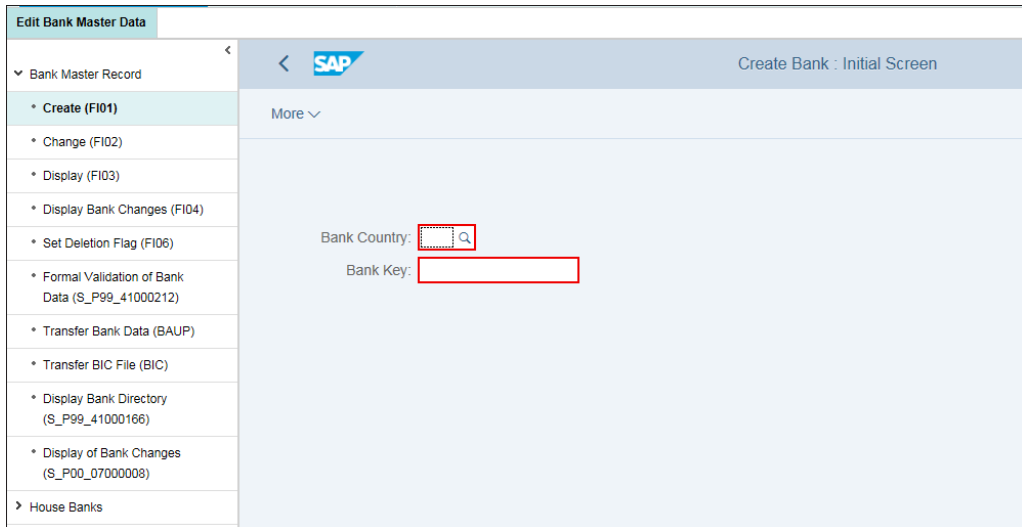 Edit Bank Master Data
Bank Master Record
Create (FI01)
Change (FI02)
Display (FI03)
Display Bank Changes (FI04)
Set Deletion Flag (FI06)
Formal Validation of Bank
Data (S_P99_41000212)
Transfer Bank Data (BAUP)
Transfer BIC File (BIC)
Display Bank Directory
(S_P99_41000166)
Display of Bank Changes
(S_P00_07000008)
House Banks
SAP
Create Bank : Initial Screen
More
Bank Country:
Bank Key: